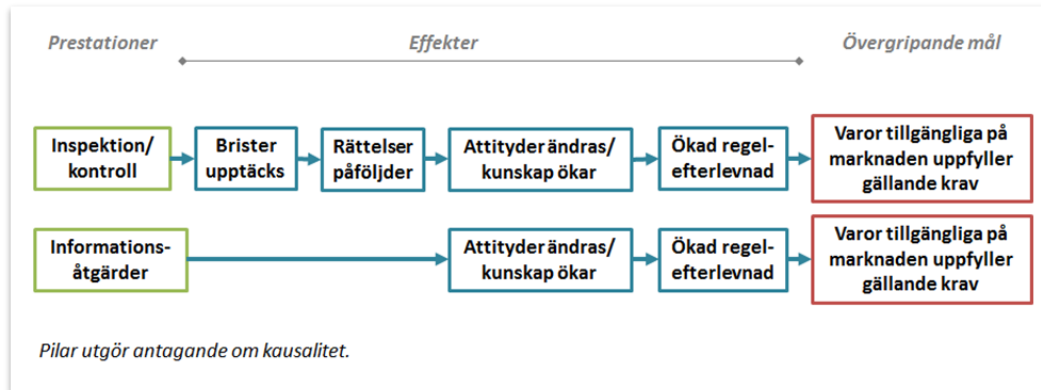 Prestationer
Effekter
Övergripande mål
Inspektion/
kontroll
Brister
upptäcks
Rättelser
påföljder
Attityder ändras/
kunskap ökar
Ökad regel-
efterlevnad
Varor tillgängliga på
marknaden uppfyller
gällande krav
Informations-
åtgärder
Attityder ändras/
kunskap ökar
Ökad regel-
efterlevnad
Varor tillgängliga på
marknaden uppfyller
gällande krav
Pilar utgör antagande om kausalitet.